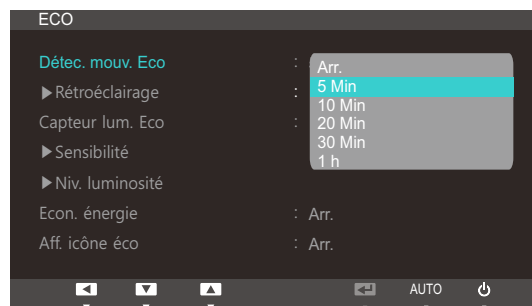 ECO
Détec. mouv. Eco :
Arr.
▶Rétroéclairage : 5 Min
10 Min
Capteur lum. Eco : 20 Min
30 Min
▶Sensibilité
1 h
▶Niv. luminosité
Econ. énergie : Arr.
Aff. icône éco : Arr.
AUTO